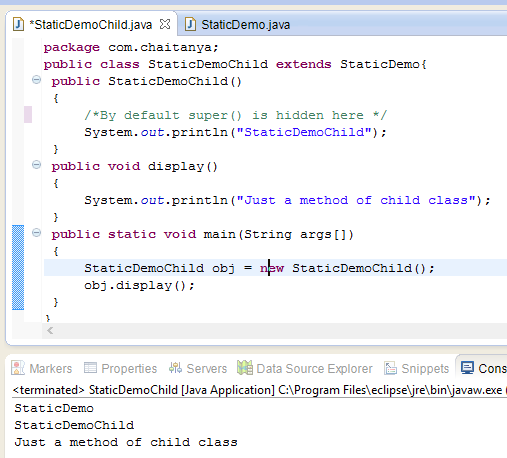 *StaticDemoChild.java StaticDemo.java
package com.chaitanya;
public class StaticDemoChild extends StaticDemo{
public StaticDemoChild()
{
/*By default super() is hidden here */
System.out.println("StaticDemoChild");
}
public void display()
{
System.out.println("Just a method of child class");
}
public static void main(String args[])
{
StaticDemoChild obj = new StaticDemoChild();
obj.display();
}
}
Markers Properties Servers Data Source Explorer Snippets Cons
<terminated> StaticDemoChild [Java Application] C:\Program Files\eclipse\jre\bin\javaw.exe (
StaticDemo
StaticDemoChild
Just a method of child class